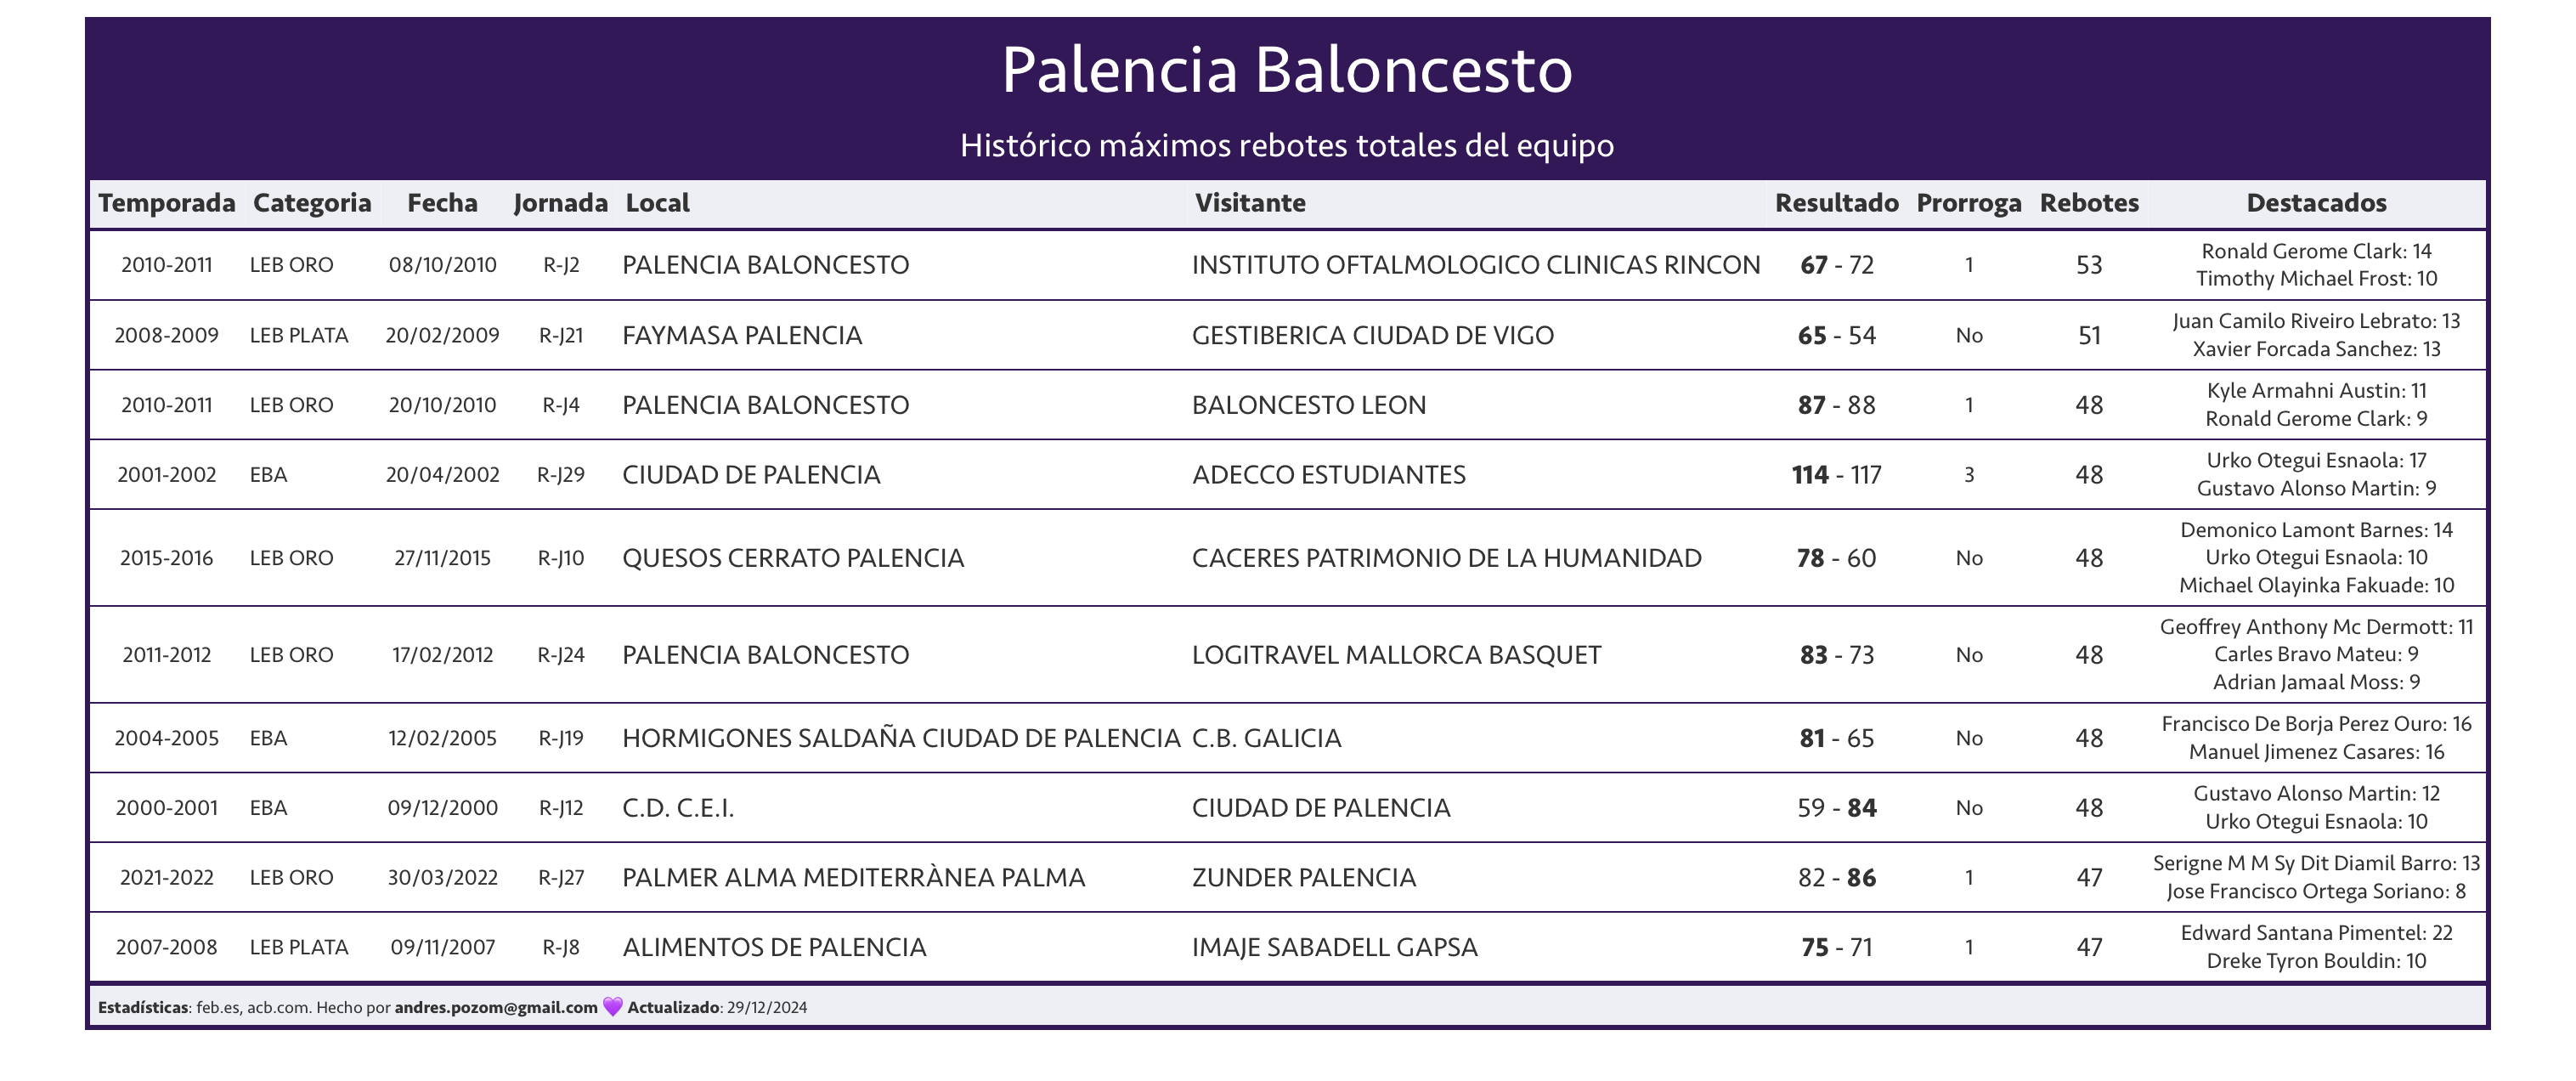 Palencia Baloncesto
Histórico máximos rebotes totales del equipo
Temporada Categoria Fecha Jornada Local Visitante Resultado Prorroga Rebotes Destacados
2010-2011 LEB ORO 08/10/2010 R-J2 PALENCIA BALONCESTO INSTITUTO OFTALMOLOGICO CLINICAS RINCON 67 - 72 1 53 Ronald Gerome Clark: 14
Timothy Michael Frost: 10
2008-2009 LEB PLATA 20/02/2009 R-J21 FAYMASA PALENCIA GESTIBERICA CIUDAD DE VIGO 65 - 54 No 51 Juan Camilo Riveiro Lebrato: 13
Xavier Forcada Sanchez: 13
2010-2011 LEB ORO 20/10/2010 R-J4 PALENCIA BALONCESTO BALONCESTO LEON 87 - 88 1 48 Kyle Armahni Austin: 11
Ronald Gerome Clark: 9
2001-2002 EBA 20/04/2002 R-J29 CIUDAD DE PALENCIA ADECCO ESTUDIANTES 114 - 117 3 48 Urko Otegui Esnaola: 17
Gustavo Alonso Martin: 9
2015-2016 LEB ORO 27/11/2015 R-J10 QUESOS CERRATO PALENCIA CACERES PATRIMONIO DE LA HUMANIDAD 78 - 60 No 48 Demonico Lamont Barnes: 14
Urko Otegui Esnaola: 10
Michael Olayinka Fakuade: 10
2011-2012 LEB ORO 17/02/2012 R-J24 PALENCIA BALONCESTO LOGITRAVEL MALLORCA BASQUET 83 - 73 No 48 Geoffrey Anthony Mc Dermott: 11
Carles Bravo Mateu: 9
Adrian Jamaal Moss: 9
2004-2005 EBA 12/02/2005 R-J19 HORMIGONES SALDAÑA CIUDAD DE PALENCIA C.B. GALICIA 81 - 65 No 48 Francisco De Borja Perez Ouro: 16
Manuel Jimenez Casares: 16
2000-2001 EBA 09/12/2000 R-J12 C.D. C.E.I. CIUDAD DE PALENCIA 59 - 84 No 48 Gustavo Alonso Martin: 12
Urko Otegui Esnaola: 10
2021-2022 LEB ORO 30/03/2022 R-J27 PALMER ALMA MEDITERRÀNEA PALMA ZUNDER PALENCIA 82 - 86 1 47 Serigne M M Sy Dit Diamil Barro: 13
Jose Francisco Ortega Soriano: 8
2007-2008 LEB PLATA 09/11/2007 R-J8 ALIMENTOS DE PALENCIA IMAJE SABADELL GAPSA 75 - 71 1 47 Edward Santana Pimentel: 22
Dreke Tyron Bouldin: 10
Estadísticas: feb.es, acb.com. Hecho por andres.pozom@gmail.com 💜 Actualizado: 29/12/2024